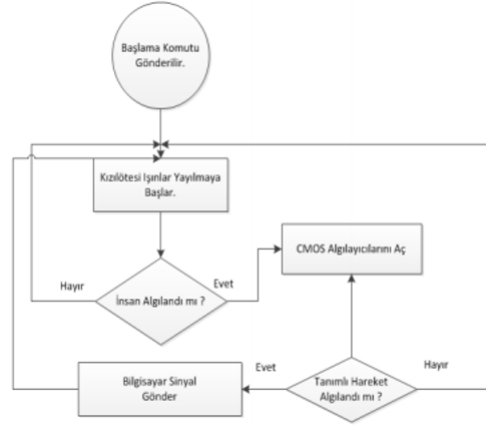 Başlama Komutu
Gönderilir.
Kızılötesi Işınlar Yayılmaya
Başlar.
CMOS Algılayıcılarını Aç
Hayır
İnsan Algılandı mı ?
Evet
Bilgisayar Sinyal
Gönder
Evet
Tanımlı Hareket
Algılandı mı ?
Hayır